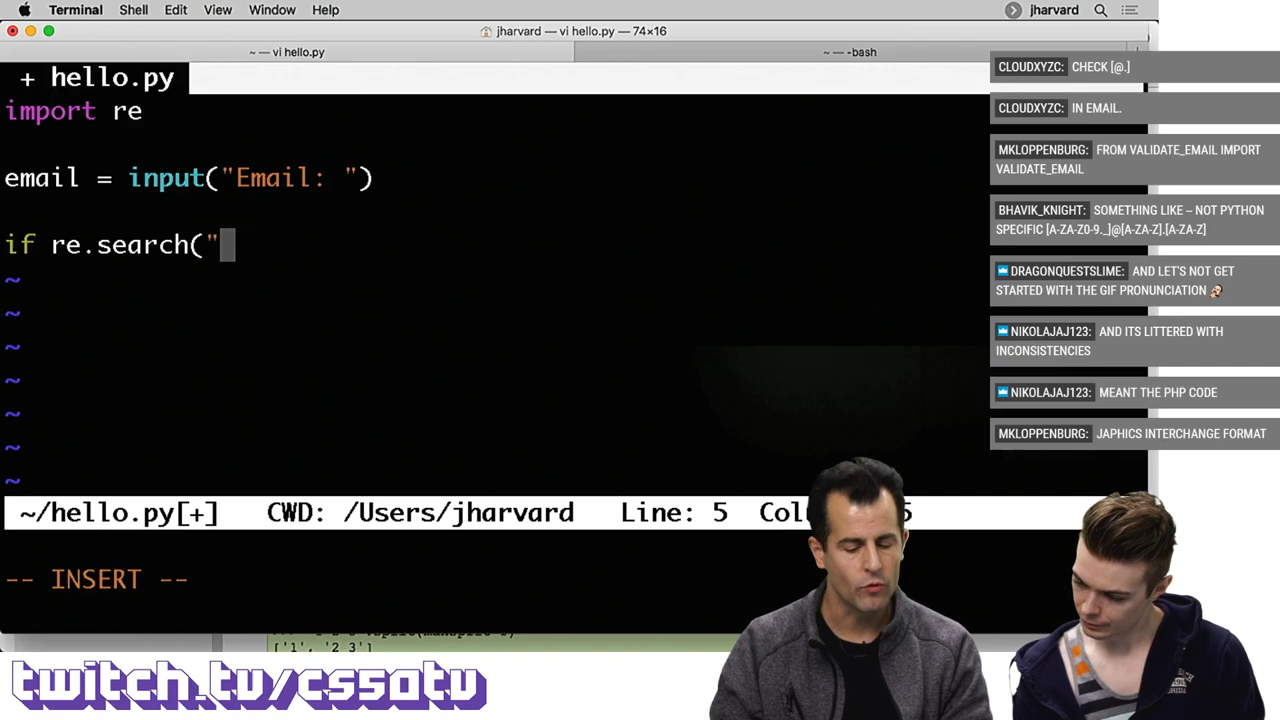 Terminal Shell Edit View Window Help
jharvard
jharvard — vi hello.py — 74×16
~ — vi hello.py
~ — -bash
+ hello.py
import re
email = input("Email: ")
if re.search("
~
~
~
~
~
~
~
~/hello.py[+] CWD: /Users/jharvard Line: 5
-- INSERT --
['1', '2 3']
CLOUDXYZC: CHECK [@.]
CLOUDXYZC: IN EMAIL.
MKLOPPENBURG: FROM VALIDATE_EMAIL IMPORT
VALIDATE_EMAIL
BHAVIK_KNIGHT: SOMETHING LIKE – NOT PYTHON
SPECIFIC [A-ZA-Z0-9._]@[A-ZA-Z].[A-ZA-Z]
DRAGONQUESTSLIME: AND LET'S NOT GET
STARTED WITH THE GIF PRONUNCIATION
NIKOLAJAJ123: AND ITS LITTERED WITH
INCONSISTENCIES
NIKOLAJAJ123: MEANT THE PHP CODE
MKLOPPENBURG: JAPHICS INTERCHANGE FORMAT
twitch.tv/cs50tv